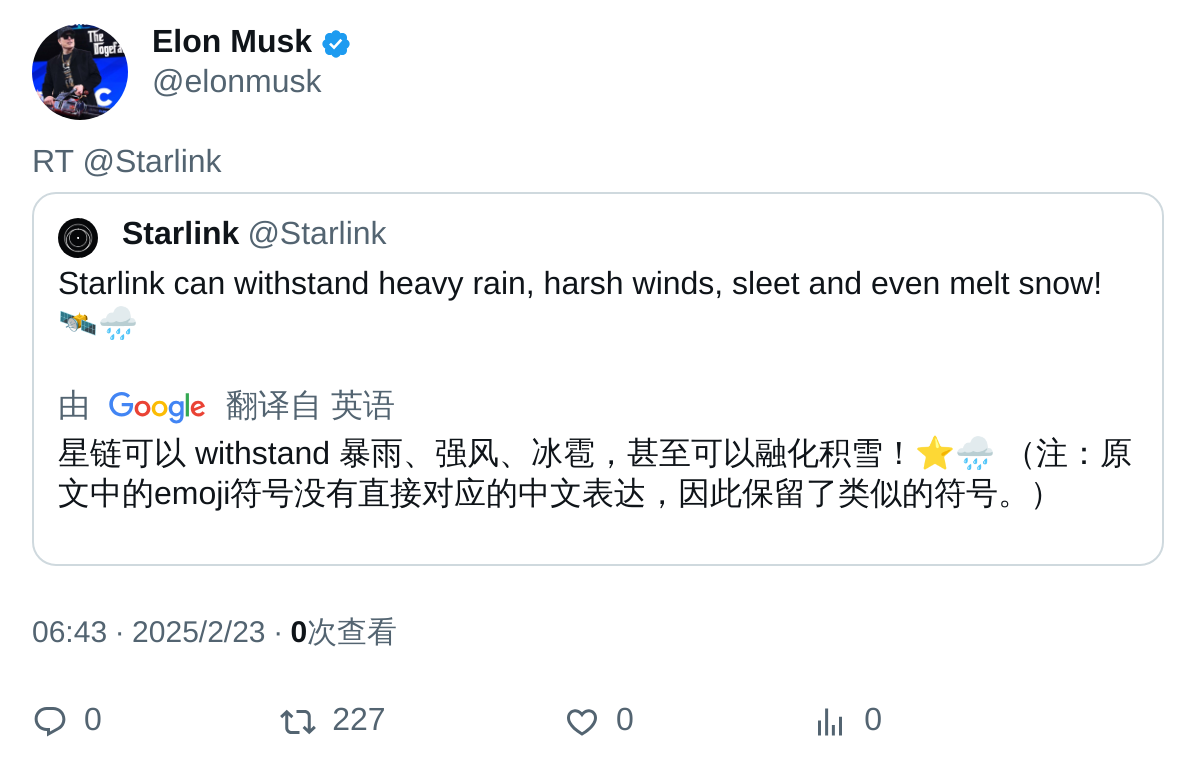 The
Dogefa
C
Elon Musk
@elonmusk
RT @Starlink
Starlink @Starlink
Starlink can withstand heavy rain, harsh winds, sleet and even melt snow!
🛰️🌧️
由 Google 翻译自 英语
星链可以 withstand 暴雨、强风、冰雹，甚至可以融化积雪！⭐🌧️ （注：原
文中的emoji符号没有直接对应的中文表达，因此保留了类似的符号。）
06:43 · 2025/2/23 · 0次查看
0 227 0 0